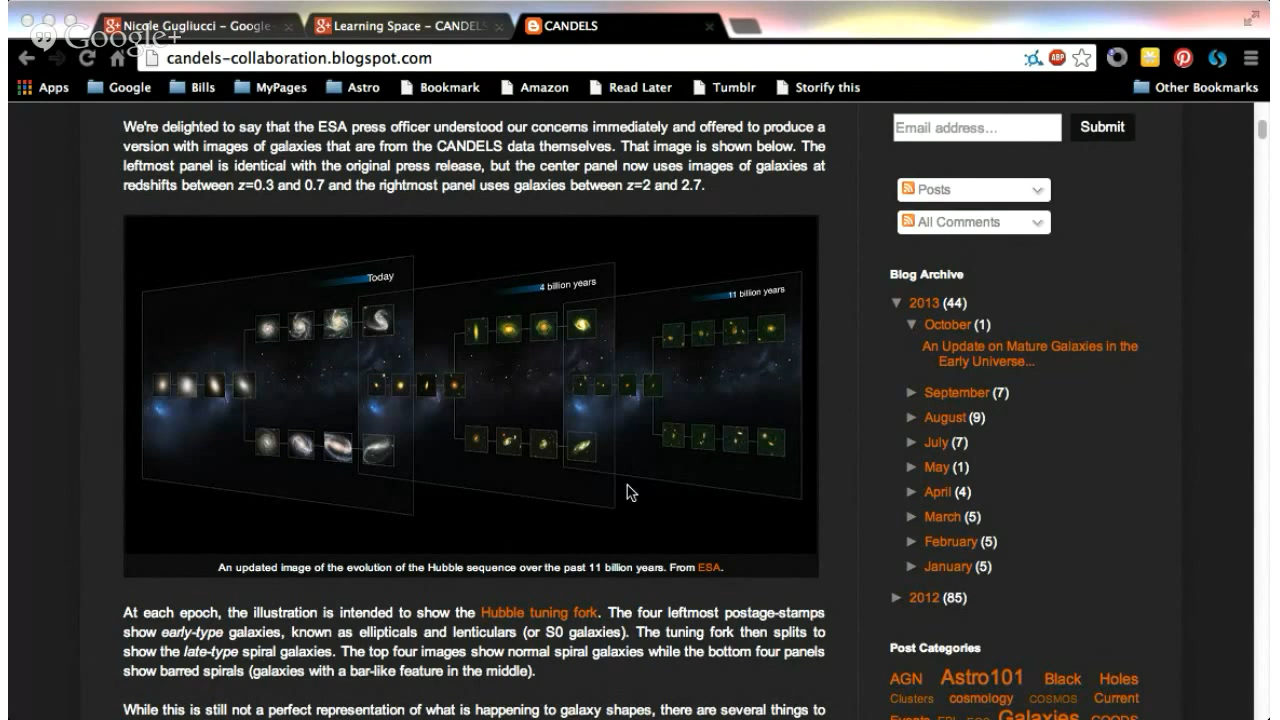 Nicole Gugliucci – Google
Learning Space – CANDELS
CANDELS
Google+
candels-collaboration.blogspot.com
ABP
Apps
Google
Bills
MyPages
Astro
Bookmark
Amazon
Read Later
Tumblr
Storify this
Other Bookmarks
We're delighted to say that the ESA press officer understood our concerns immediately and offered to produce a
version with images of galaxies that are from the CANDELS data themselves. That image is shown below. The
leftmost panel is identical with the original press release, but the center panel now uses images of galaxies at
redshifts between z=0.3 and 0.7 and the rightmost panel uses galaxies between z=2 and 2.7.
Today
4 billion years
11 billion years
An updated image of the evolution of the Hubble sequence over the past 11 billion years. From ESA.
At each epoch, the illustration is intended to show the Hubble tuning fork. The four leftmost postage-stamps
show early-type galaxies, known as ellipticals and lenticulars (or S0 galaxies). The tuning fork then splits to
show the late-type spiral galaxies. The top four images show normal spiral galaxies while the bottom four panels
show barred spirals (galaxies with a bar-like feature in the middle).
While this is still not a perfect representation of what is happening to galaxy shapes, there are several things to
Email address...
Submit
Posts
All Comments
Blog Archive
▼ 2013 (44)
▼ October (1)
An Update on Mature Galaxies in the
Early Universe...
► September (7)
► August (9)
► July (7)
► May (1)
► April (4)
► March (5)
► February (5)
► January (5)
► 2012 (85)
Post Categories
AGN Astro101 Black Holes
Clusters cosmology COSMOS Current
Galaxies